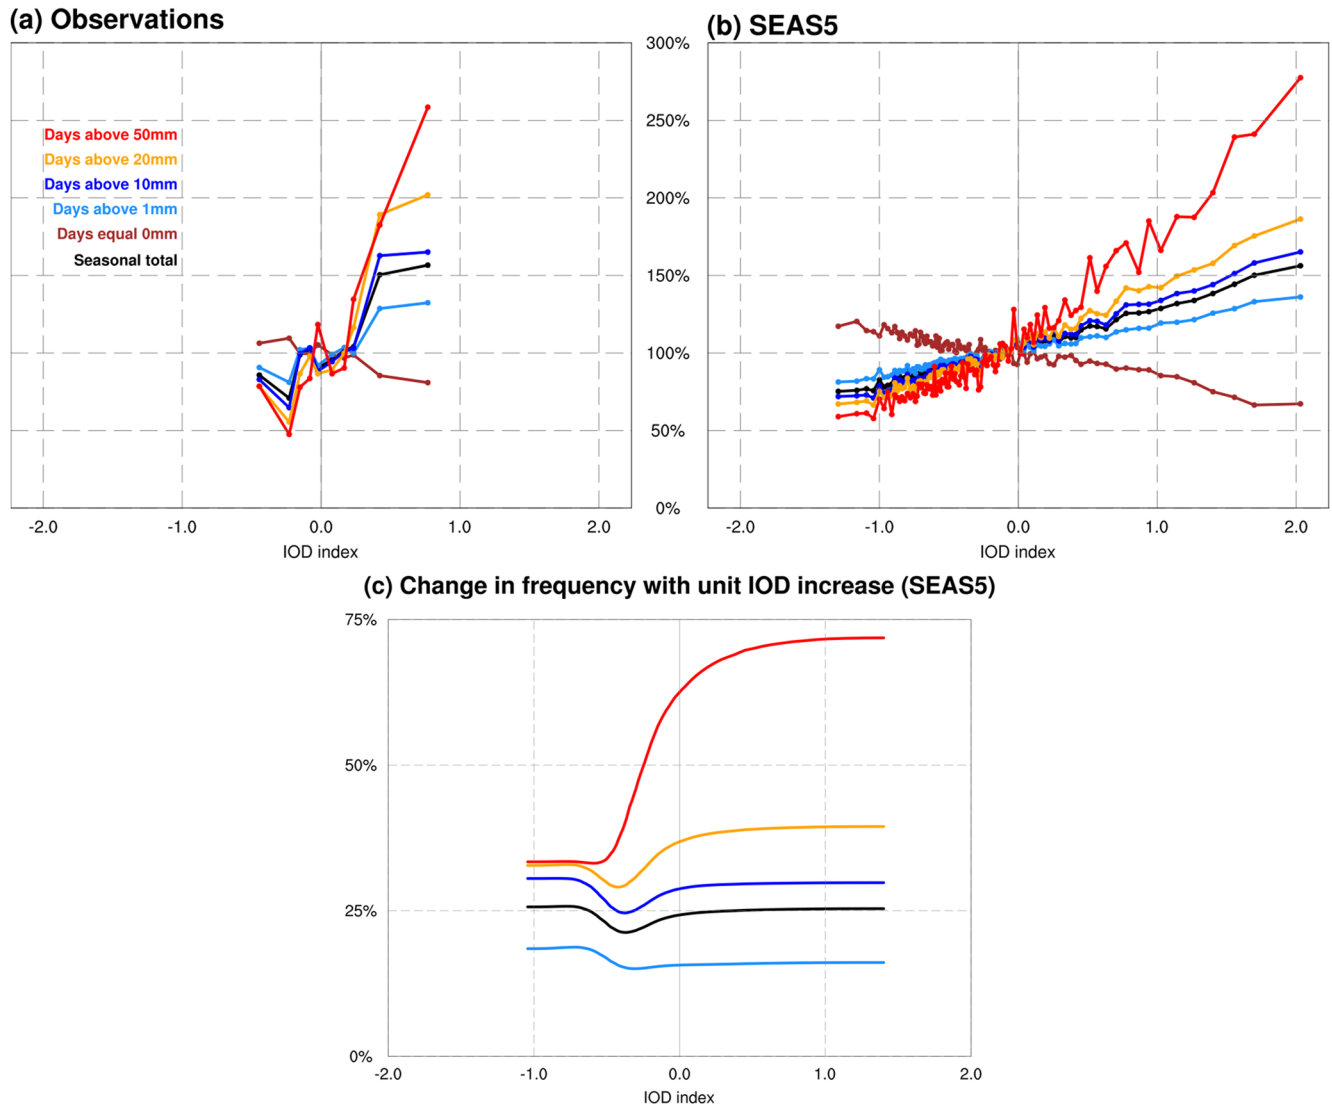 (a) Observations
(b) SEAS5
300%
250%
200%
150%
100%
50%
0%
Days above 50mm
Days above 20mm
Days above 10mm
Days above 1mm
Days equal 0mm
Seasonal total
-2.0 -1.0 0.0 1.0 2.0
IOD index
-2.0 -1.0 0.0 1.0 2.0
IOD index
(c) Change in frequency with unit IOD increase (SEAS5)
75%
50%
25%
0%
-2.0 -1.0 0.0 1.0 2.0
IOD index